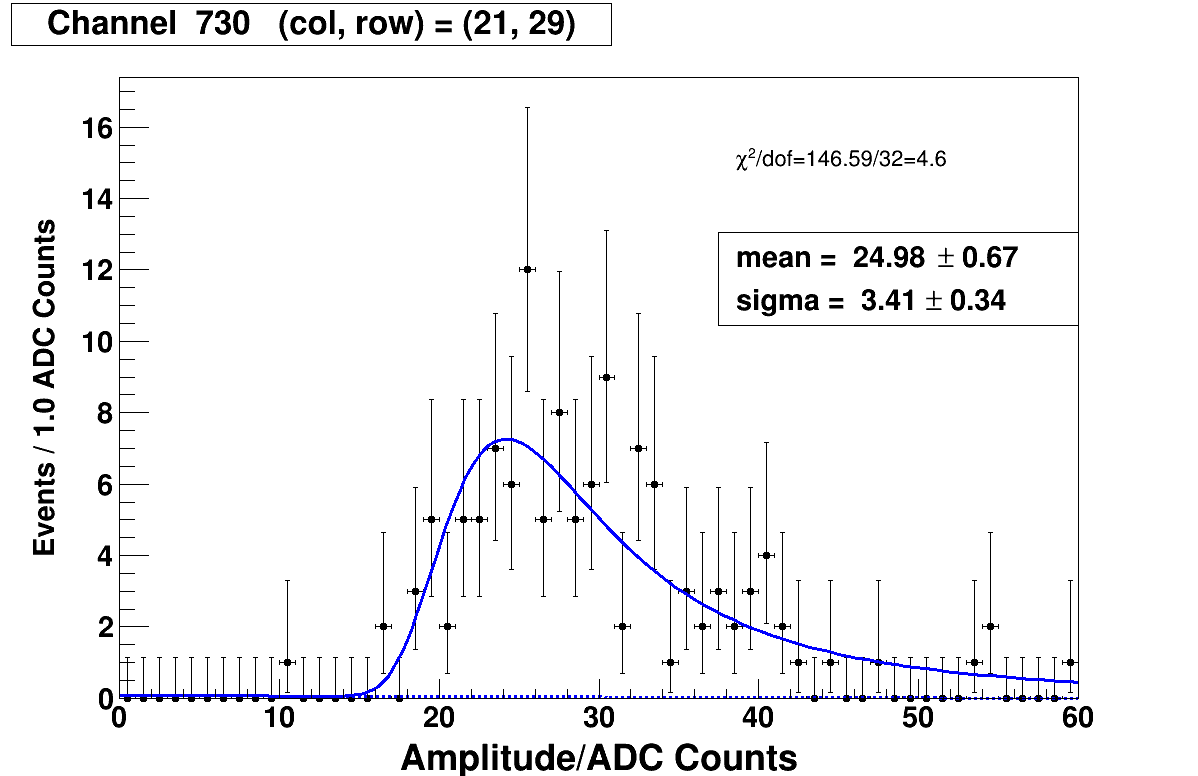 Channel 730 (col, row) = (21, 29)
χ²/dof=146.59/32=4.6
mean = 24.98 ± 0.67
sigma = 3.41 ± 0.34
Events / 1.0 ADC Counts
16
14
12
10
8
6
4
2
0
0 10 20 30 40 50 60
Amplitude/ADC Counts